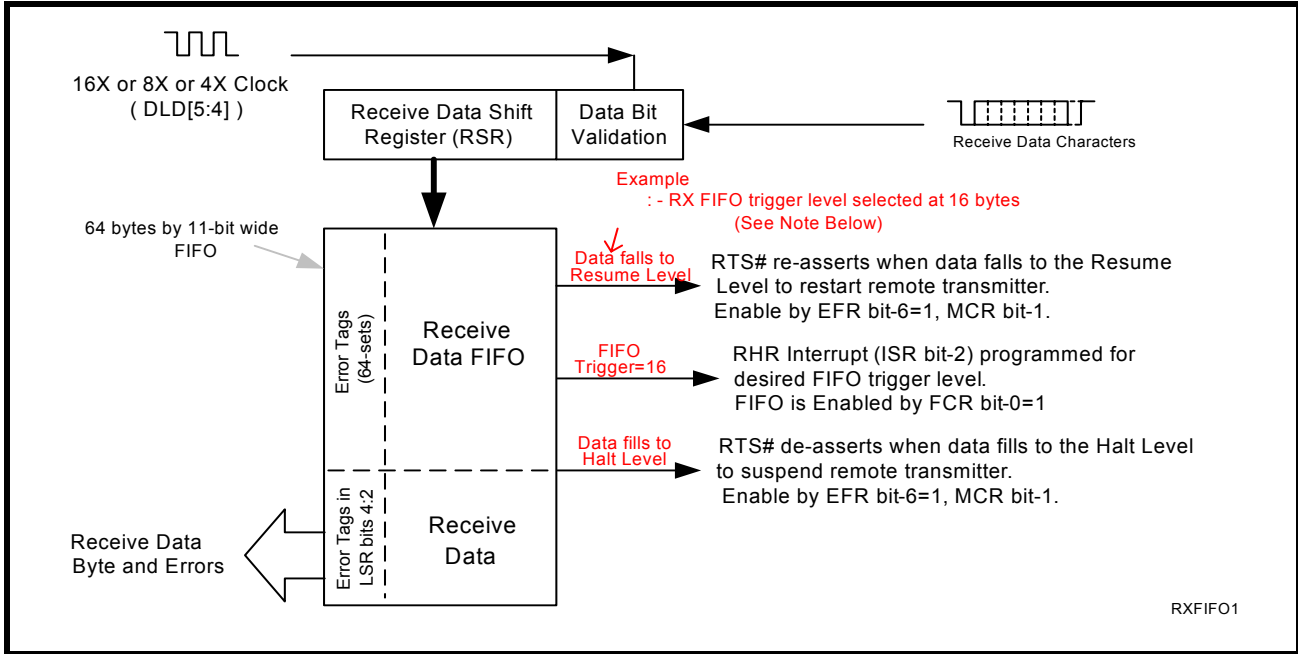 16X or 8X or 4X Clock
( DLD[5:4] )
Receive Data Shift
Register (RSR)
Data Bit
Validation
Receive Data Characters
Example
: - RX FIFO trigger level selected at 16 bytes
(See Note Below)
64 bytes by 11-bit wide
FIFO
Data falls to
Resume Level
RTS# re-asserts when data falls to the Resume
Level to restart remote transmitter.
Enable by EFR bit-6=1, MCR bit-1.
Error Tags
(64-sets)
Receive
Data FIFO
FIFO
Trigger=16
RHR Interrupt (ISR bit-2) programmed for
desired FIFO trigger level.
FIFO is Enabled by FCR bit-0=1
Data fills to
Halt Level
RTS# de-asserts when data fills to the Halt Level
to suspend remote transmitter.
Enable by EFR bit-6=1, MCR bit-1.
Error Tags in
LSR bits 4:2
Receive
Data
Receive Data
Byte and Errors
RXFIFO1